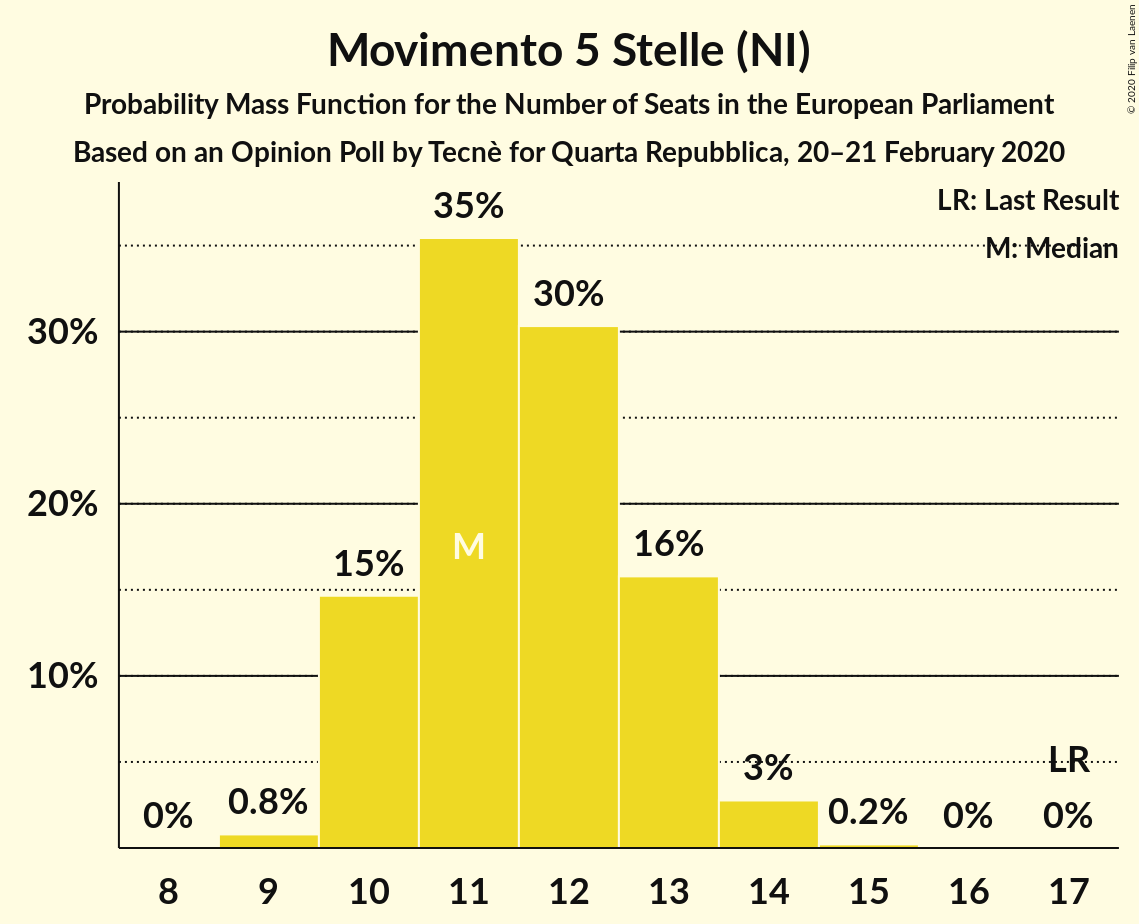 Movimento 5 Stelle (NI)
Probability Mass Function for the Number of Seats in the European Parliament
Based on an Opinion Poll by Tecnè for Quarta Repubblica, 20–21 February 2020
© 2020 Filip van Laenen
LR: Last Result
M: Median
35%
30%
30%
20%
10%
M
15%
16%
0%
0.8%
3%
0.2%
0%
LR
0%
8 9 10 11 12 13 14 15 16 17